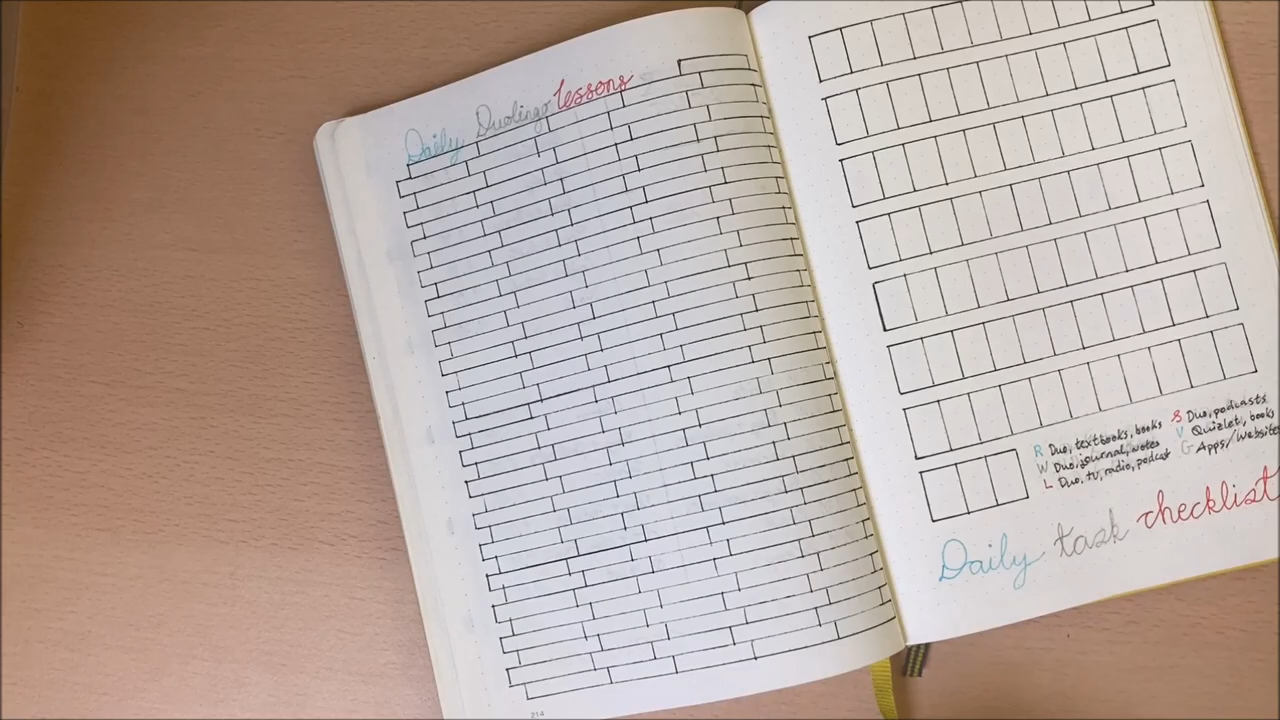 Daily Duolingo lessons
214
R Duo, textbooks, books
W Duo, journal, notes
L Duo, tv, radio, podcast
S Duo, podcasts
V Quizlet, books
G Apps/Websites
Daily task checklist